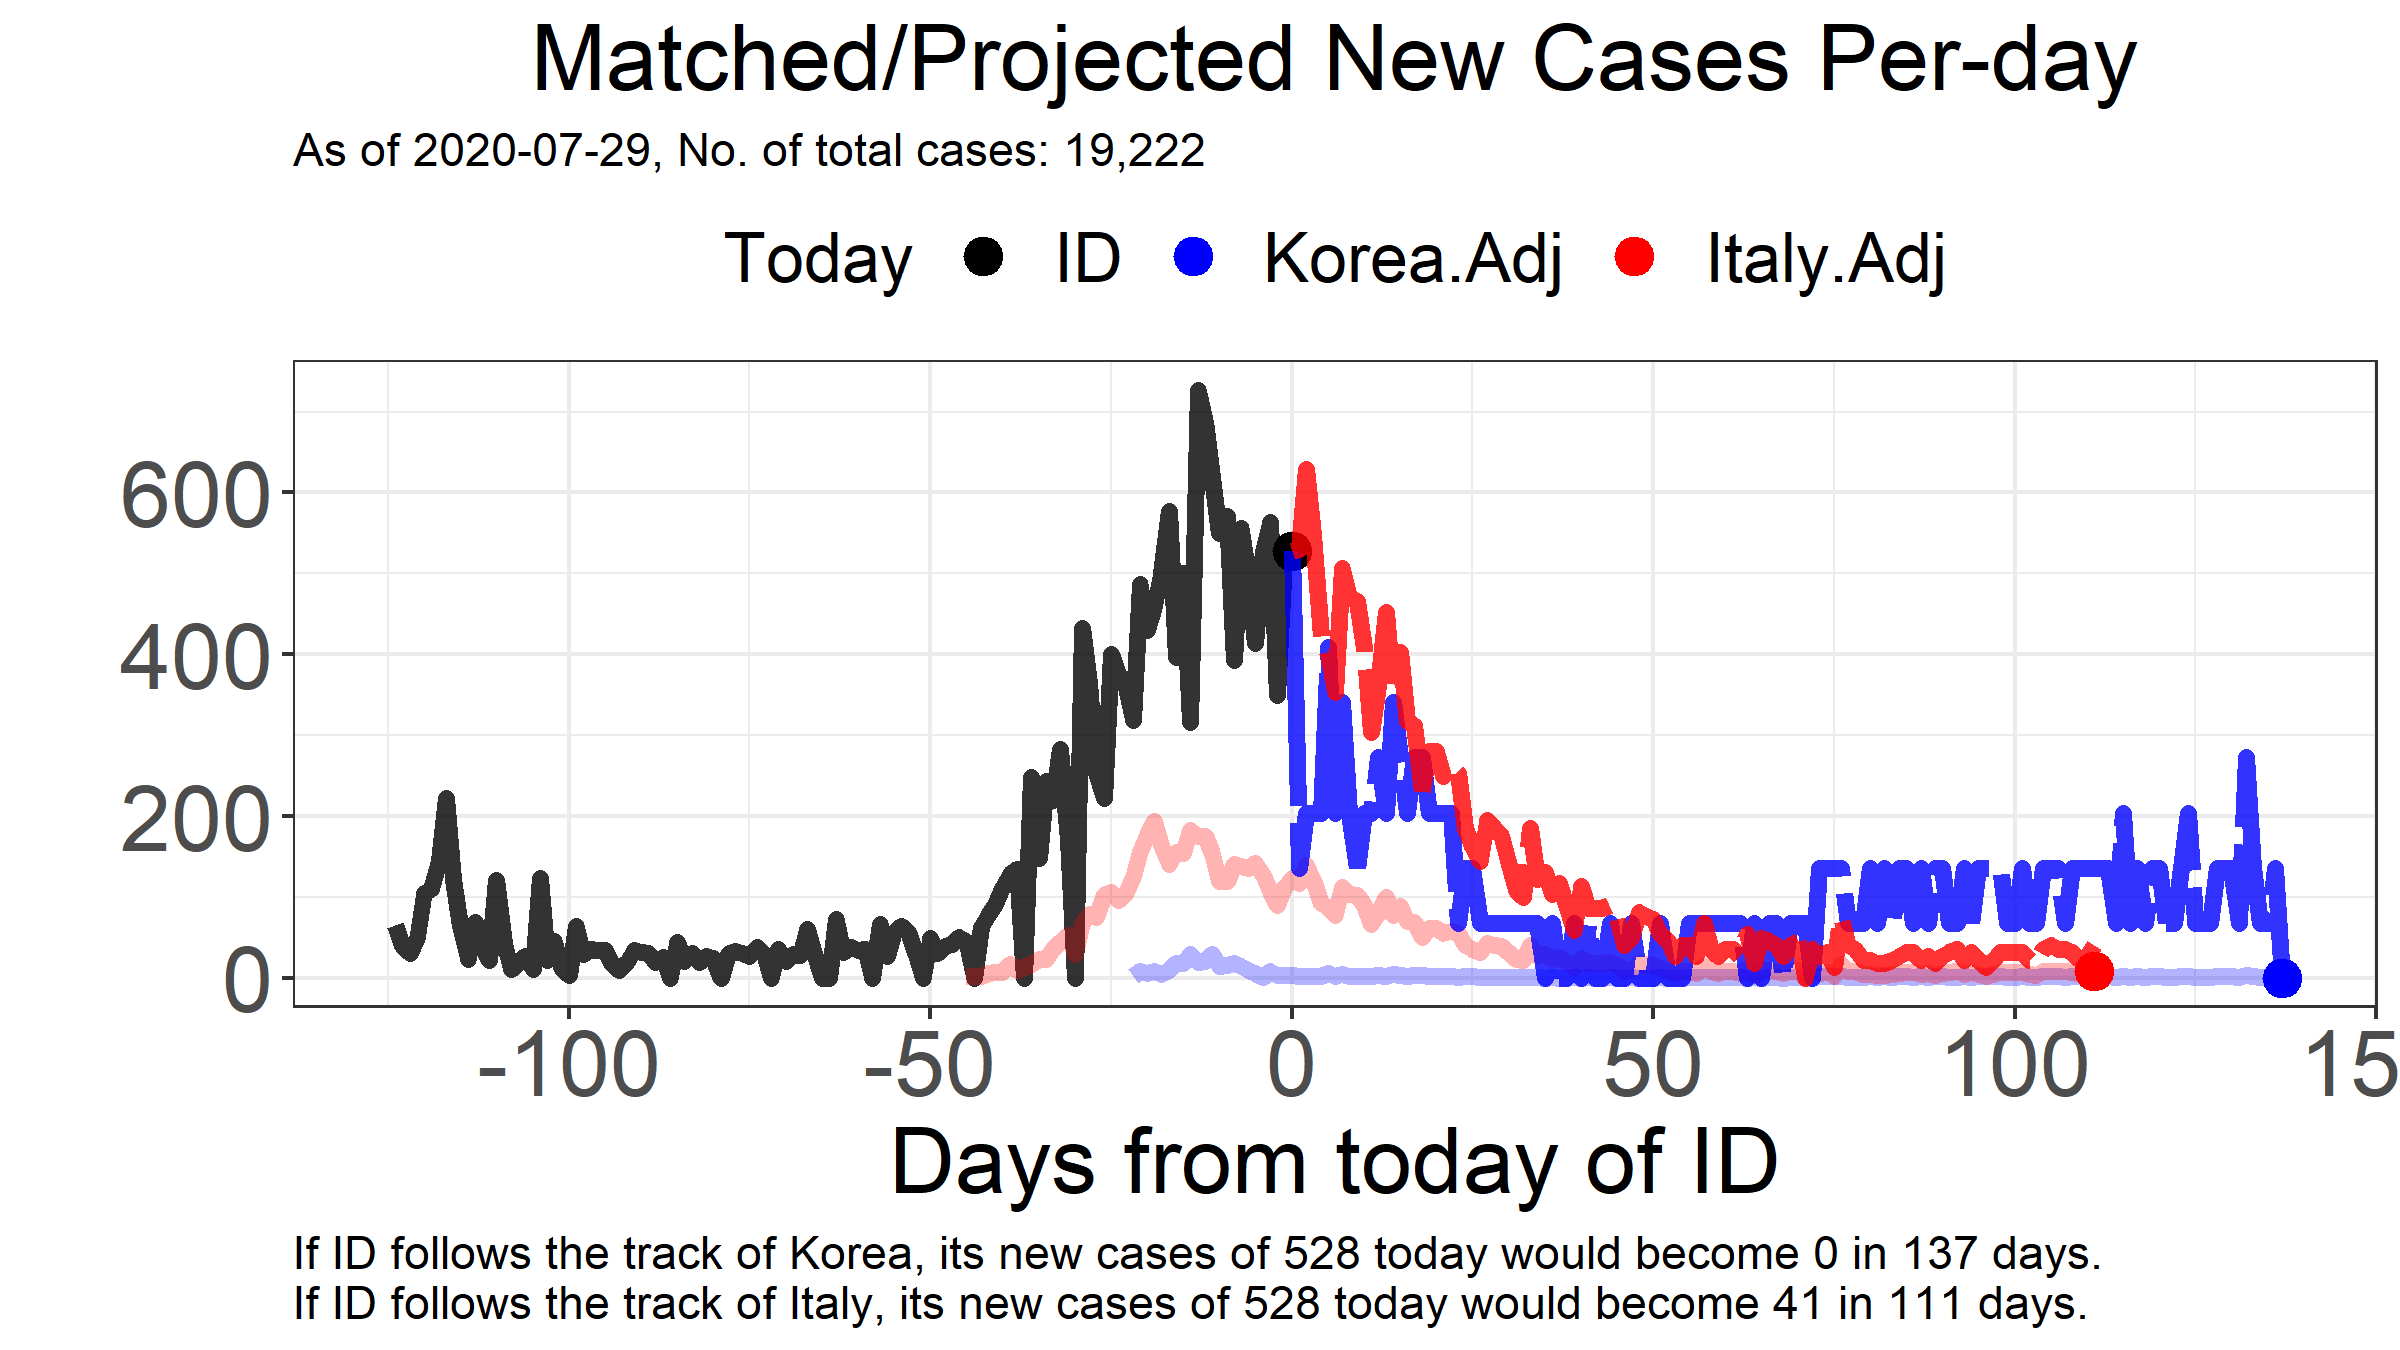 Matched/Projected New Cases Per-day
As of 2020-07-29, No. of total cases: 19,222
Today ID Korea.Adj Italy.Adj
600
400
200
0
-100 -50 0 50 100 15
Days from today of ID
If ID follows the track of Korea, its new cases of 528 today would become 0 in 137 days.
If ID follows the track of Italy, its new cases of 528 today would become 41 in 111 days.